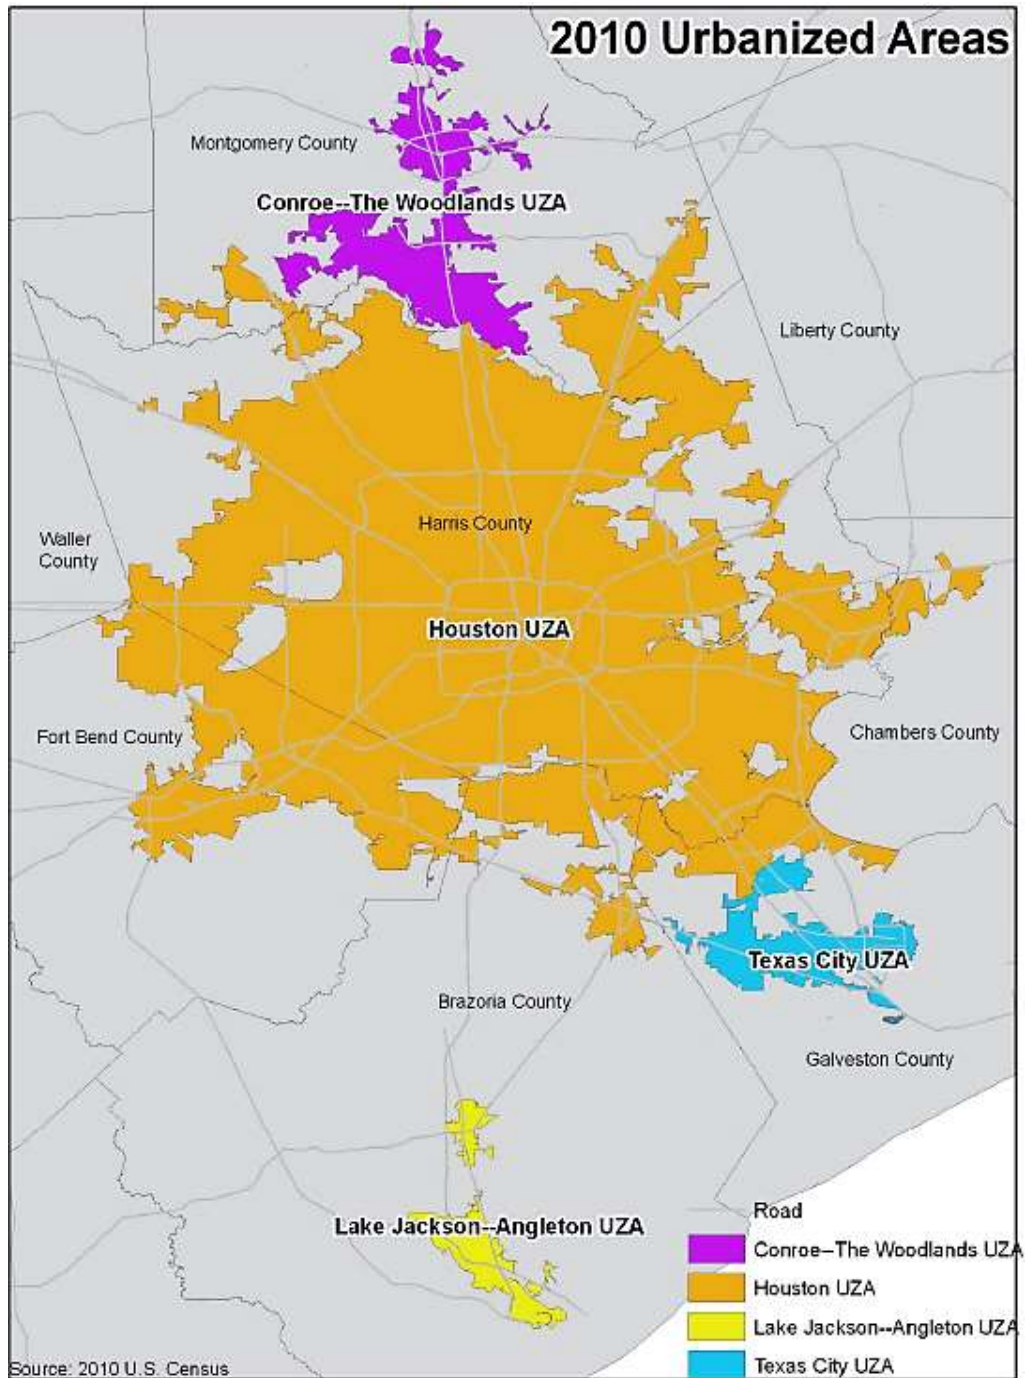 2010 Urbanized Areas
Montgomery County
Conroe--The Woodlands UZA
Liberty County
Harris County
Waller
County
Houston UZA
Fort Bend County
Chambers County
Texas City UZA
Brazoria County
Galveston County
Lake Jackson--Angleton UZA
Road
Conroe--The Woodlands UZA
Houston UZA
Lake Jackson--Angleton UZA
Texas City UZA
Source: 2010 U.S. Census